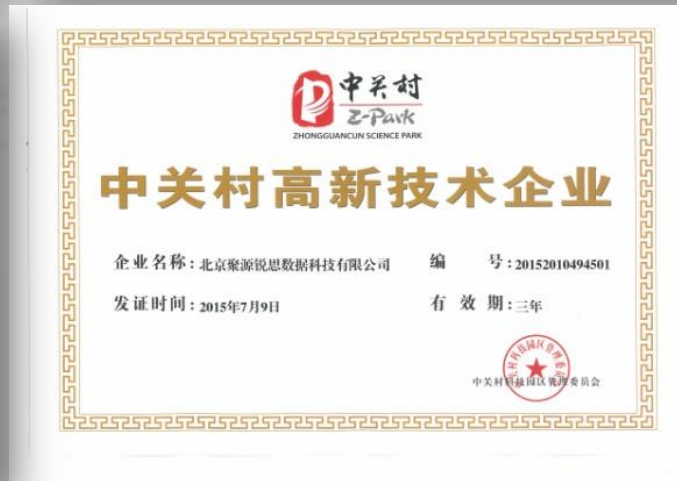 中关村
Z-Park
ZHONGGUANCUN SCIENCE PARK
中关村高新技术企业
企业名称：北京聚源锐思数据科技有限公司 编 号：20152010494501
发证时间：2015年7月9日 有 效 期：三年
中关村科技园区管理委员会